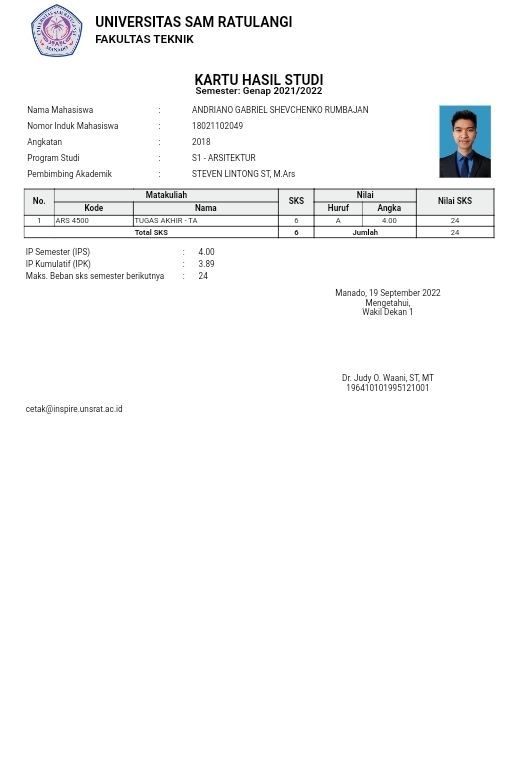 UNIVERSITAS SAM RATULANGI
FAKULTAS TEKNIK
KARTU HASIL STUDI
Semester: Genap 2021/2022
Nama Mahasiswa : ANDRIANO GABRIEL SHEVCHENKO RUMBAJAN
Nomor Induk Mahasiswa : 18021102049
Angkatan : 2018
Program Studi : S1 - ARSITEKTUR
Pembimbing Akademik : STEVEN LINTONG ST, M.Ars
No. Matakuliah SKS Nilai Nilai SKS
Kode Nama Huruf Angka
1 ARS 4500 TUGAS AKHIR - TA 6 A 4.00 24
Total SKS 6 Jumlah 24
IP Semester (IPS) : 4.00
IP Kumulatif (IPK) : 3.89
Maks. Beban sks semester berikutnya : 24
Manado, 19 September 2022
Mengetahui,
Wakil Dekan 1
Dr. Judy O. Waani, ST, MT
196410101995121001
cetak@inspire.unsrat.ac.id